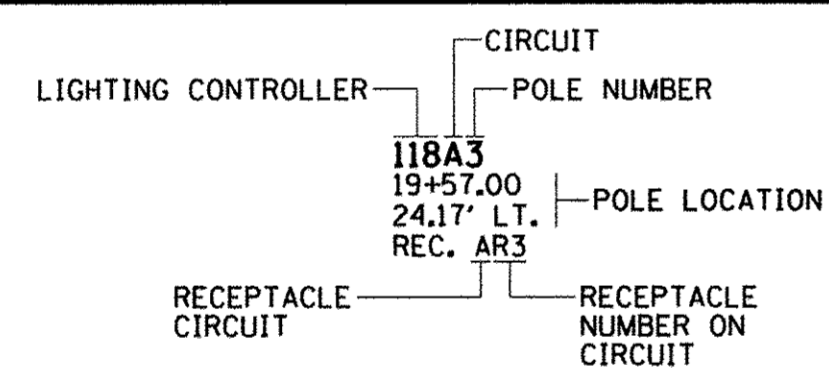 CIRCUIT
LIGHTING CONTROLLER
POLE NUMBER
118A3
19+57.00
24.17' LT.
POLE LOCATION
REC. AR3
RECEPTACLE
CIRCUIT
RECEPTACLE
NUMBER ON
CIRCUIT